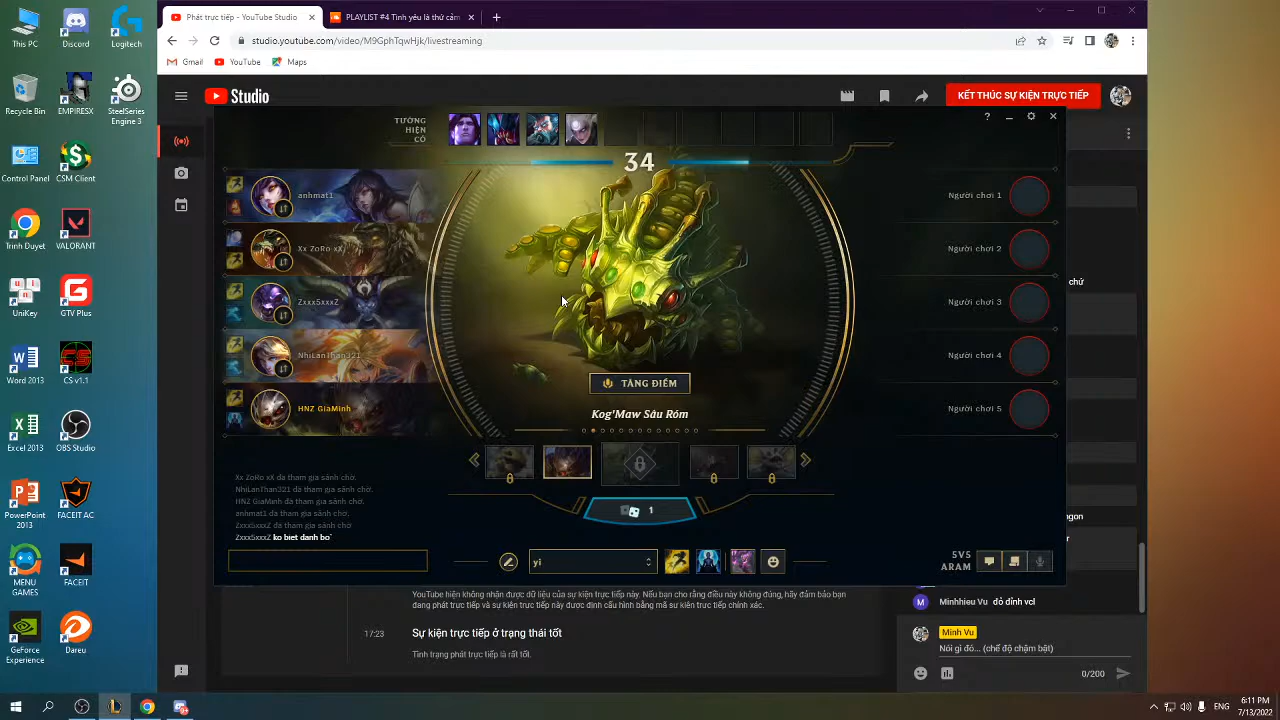 Phát trực tiếp - YouTube Studio
PLAYLIST #4 Tình yêu là thứ cảm
studio.youtube.com/video/M9GphTqwHjk/livestreaming
Gmail
YouTube
Maps
Studio
KẾT THÚC SỰ KIỆN TRỰC TIẾP
This PC
Discord
Logitech
Recycle Bin
EMPIRESX
SteelSeries Engine 3
Control Panel
CSM Client
Trinh Duyet
VALORANT
UniKey
GTV Plus
Word 2013
CS v1.1
Excel 2013
OBS Studio
PowerPoint 2013
FACEIT AC
MENU GAMES
FACEIT
GeForce Experience
Dareu
TƯỚNG
HIỆN
CÓ
34
anhmat1
Xx ZoRo xX
Zxxx5xxxZ
NhiLanThan321
HNZ GiaMinh
Người chơi 1
Người chơi 2
Người chơi 3
Người chơi 4
Người chơi 5
TĂNG ĐIỂM
Kog'Maw Sâu Róm
1
Xx ZoRo xX đã tham gia sảnh chờ.
NhiLanThan321 đã tham gia sảnh chờ.
HNZ GiaMinh đã tham gia sảnh chờ.
anhmat1 đã tham gia sảnh chờ.
Zxxx5xxxZ đã tham gia sảnh chờ
Zxxx5xxxZ ko biet danh bo`
yi
5V5
ARAM
chứ
YouTube hiện không nhận được dữ liệu của sự kiện trực tiếp này. Nếu bạn cho rằng điều này không đúng, hãy đảm bảo bạn
đang phát trực tiếp và sự kiện trực tiếp này được định cấu hình bằng mã sự kiện trực tiếp chính xác.
17:23
Sự kiện trực tiếp ở trạng thái tốt
Tình trạng phát trực tiếp là rất tốt.
Minhhieu Vu dỏ đỉnh vcl
Minh Vu
Nói gì đó... (chế độ chậm bật)
0/200
ENG
6:11 PM
7/13/2022